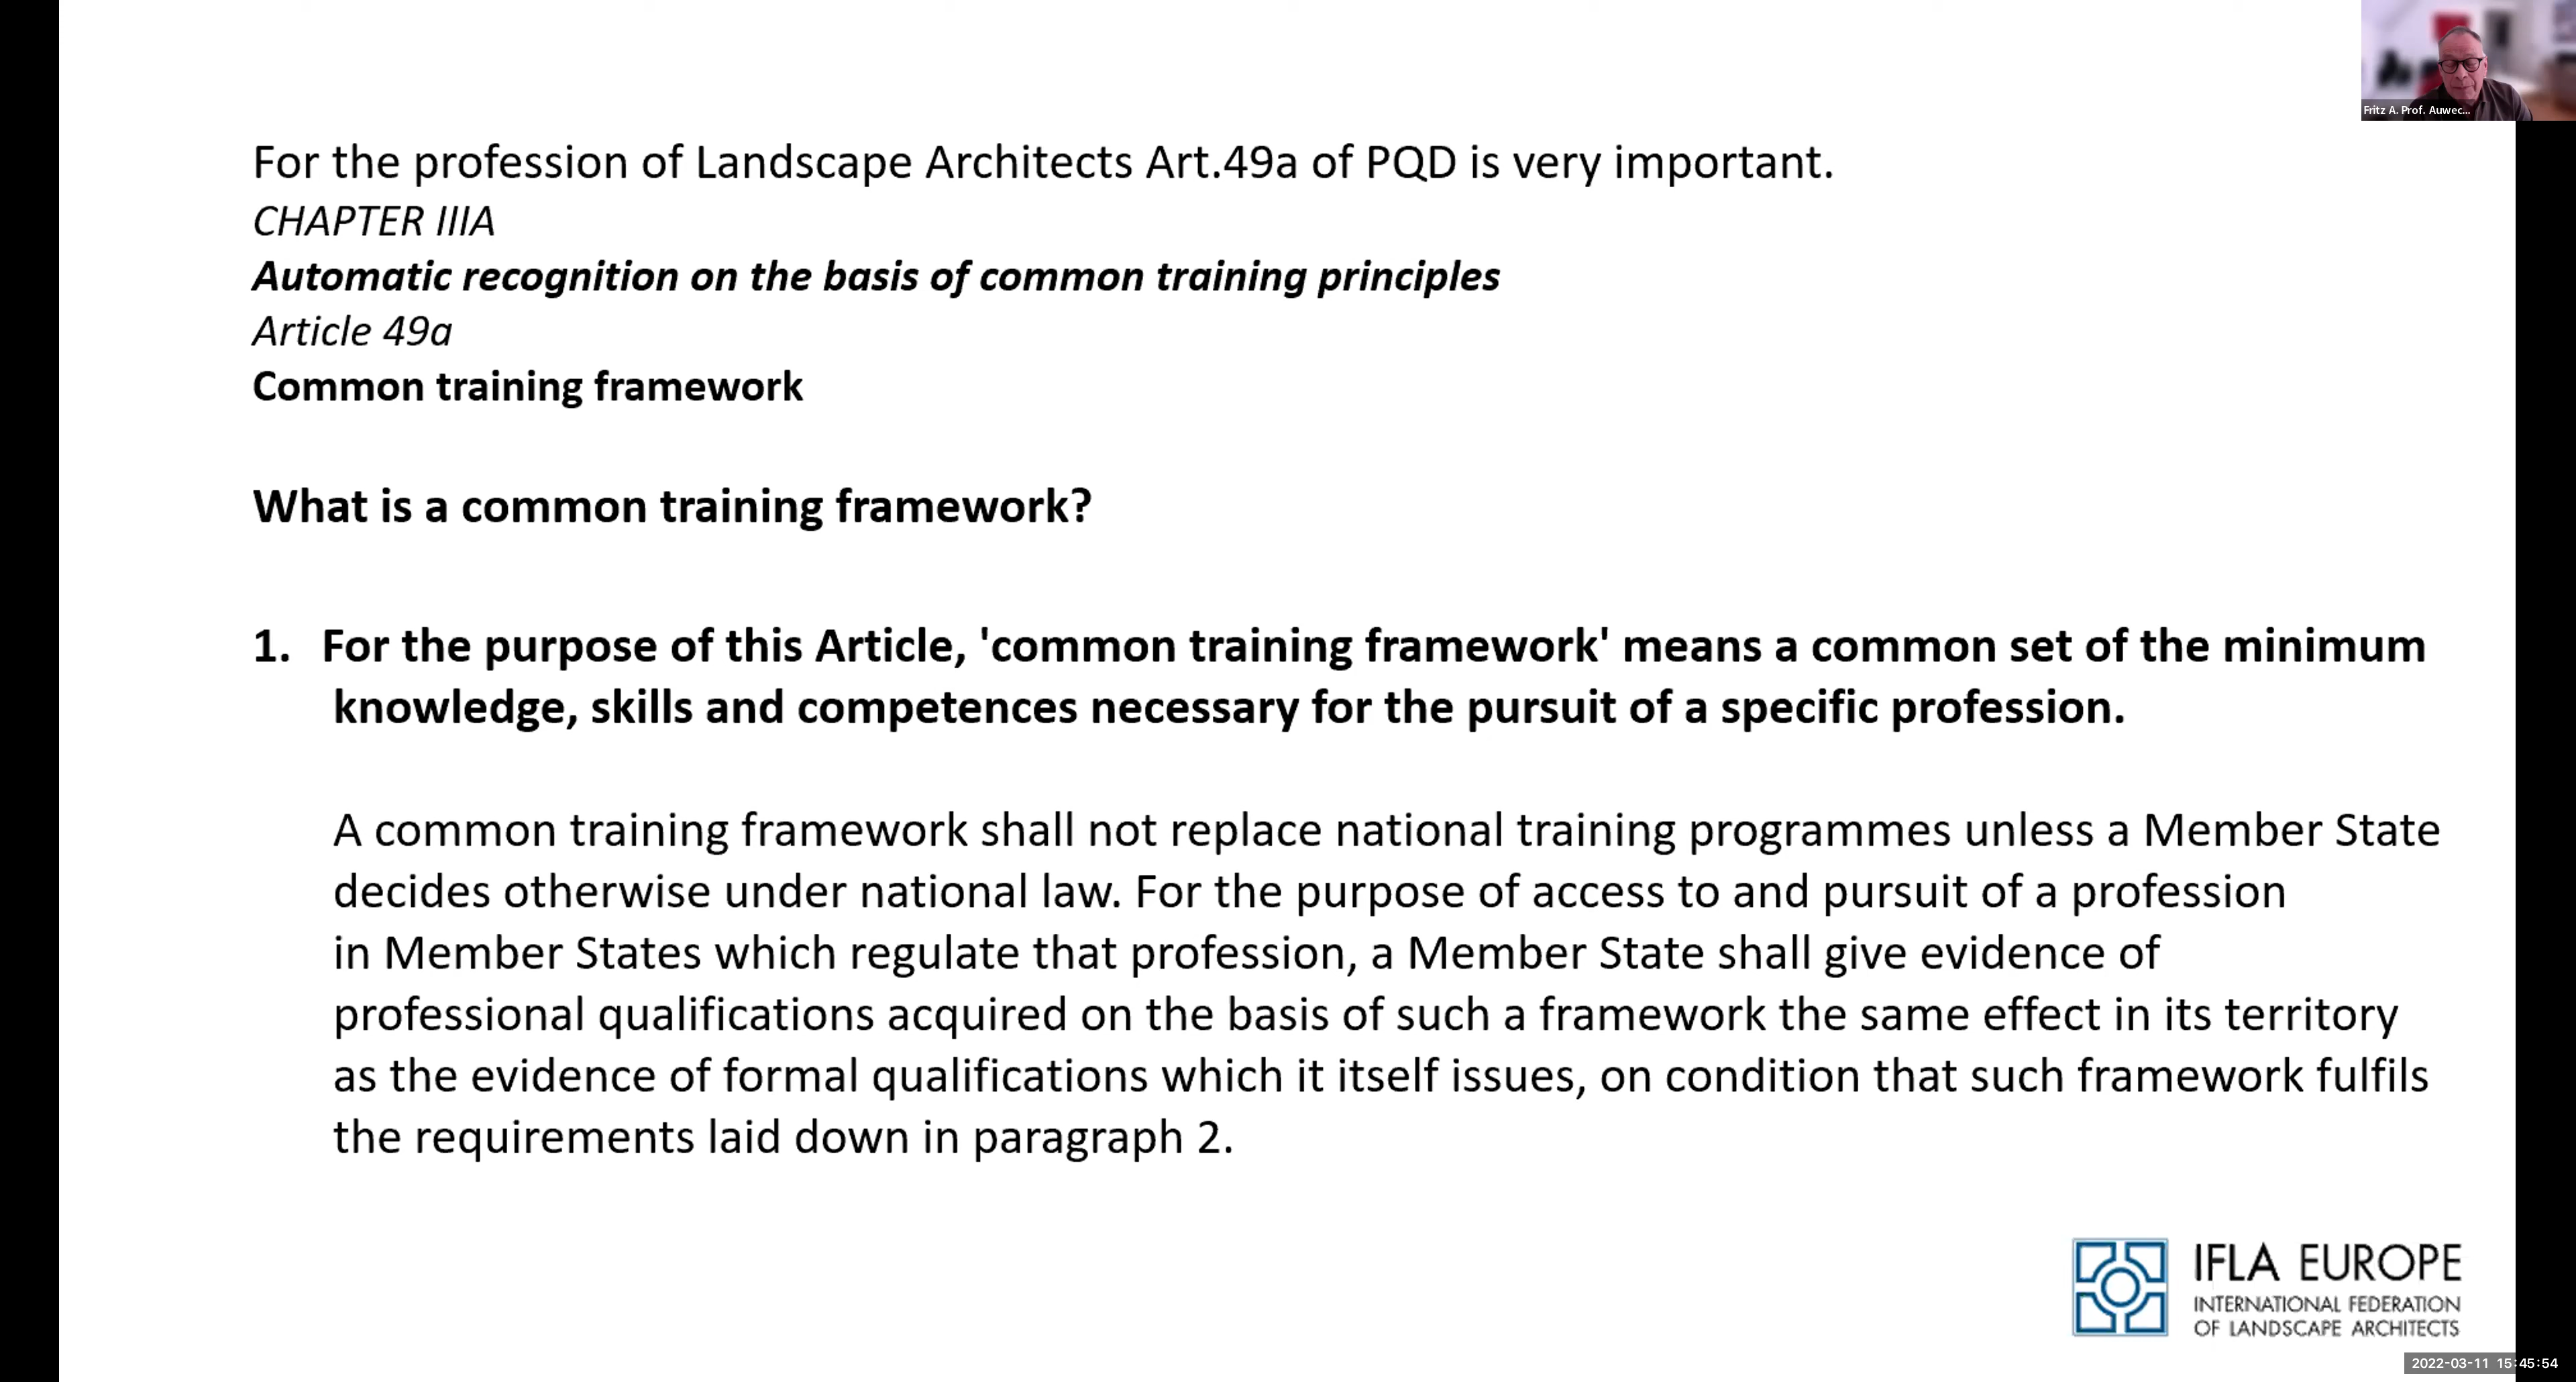 Fritz A. Prof. Auwec...
For the profession of Landscape Architects Art.49a of PQD is very important.
CHAPTER IIIA
Automatic recognition on the basis of common training principles
Article 49a
Common training framework
What is a common training framework?
1. For the purpose of this Article, 'common training framework' means a common set of the minimum
knowledge, skills and competences necessary for the pursuit of a specific profession.
A common training framework shall not replace national training programmes unless a Member State
decides otherwise under national law. For the purpose of access to and pursuit of a profession
in Member States which regulate that profession, a Member State shall give evidence of
professional qualifications acquired on the basis of such a framework the same effect in its territory
as the evidence of formal qualifications which it itself issues, on condition that such framework fulfils
the requirements laid down in paragraph 2.
IFLA EUROPE
INTERNATIONAL FEDERATION
OF LANDSCAPE ARCHITECTS
2022-03-11 15:45:54